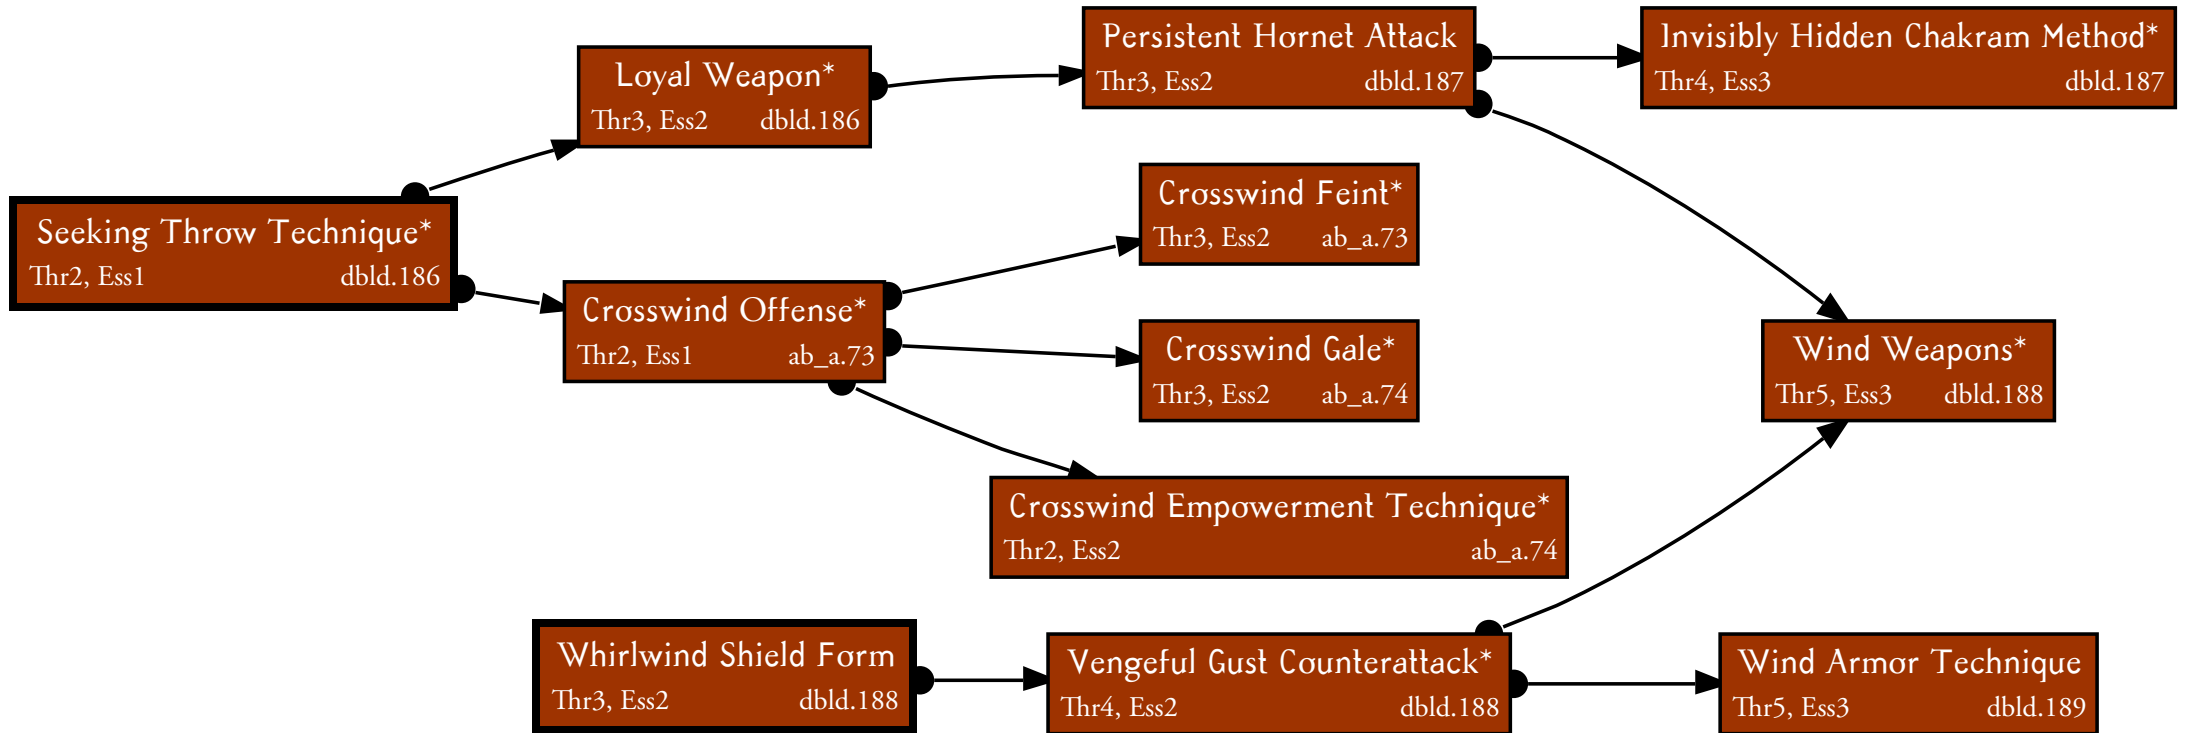 Persistent Hornet Attack
Thr3, Ess2 dbld.187
Invisibly Hidden Chakram Method*
Thr4, Ess3 dbld.187
Loyal Weapon*
Thr3, Ess2 dbld.186
Crosswind Feint*
Thr3, Ess2 ab_a.73
Seeking Throw Technique*
Thr2, Ess1 dbld.186
Crosswind Offense*
Thr2, Ess1 ab_a.73
Crosswind Gale*
Thr3, Ess2 ab_a.74
Wind Weapons*
Thr5, Ess3 dbld.188
Crosswind Empowerment Technique*
Thr2, Ess2 ab_a.74
Whirlwind Shield Form
Thr3, Ess2 dbld.188
Vengeful Gust Counterattack*
Thr4, Ess2 dbld.188
Wind Armor Technique
Thr5, Ess3 dbld.189